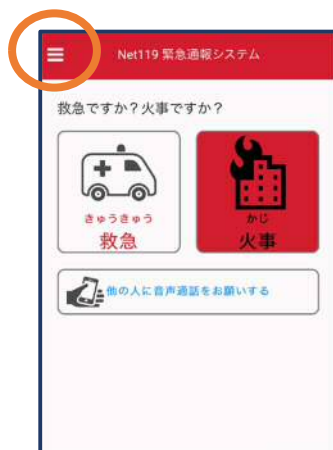 Net119 緊急通報システム
救急ですか？火事ですか？
きゅうきゅう
救急
かじ
火事
他の人に音声通話をお願いする